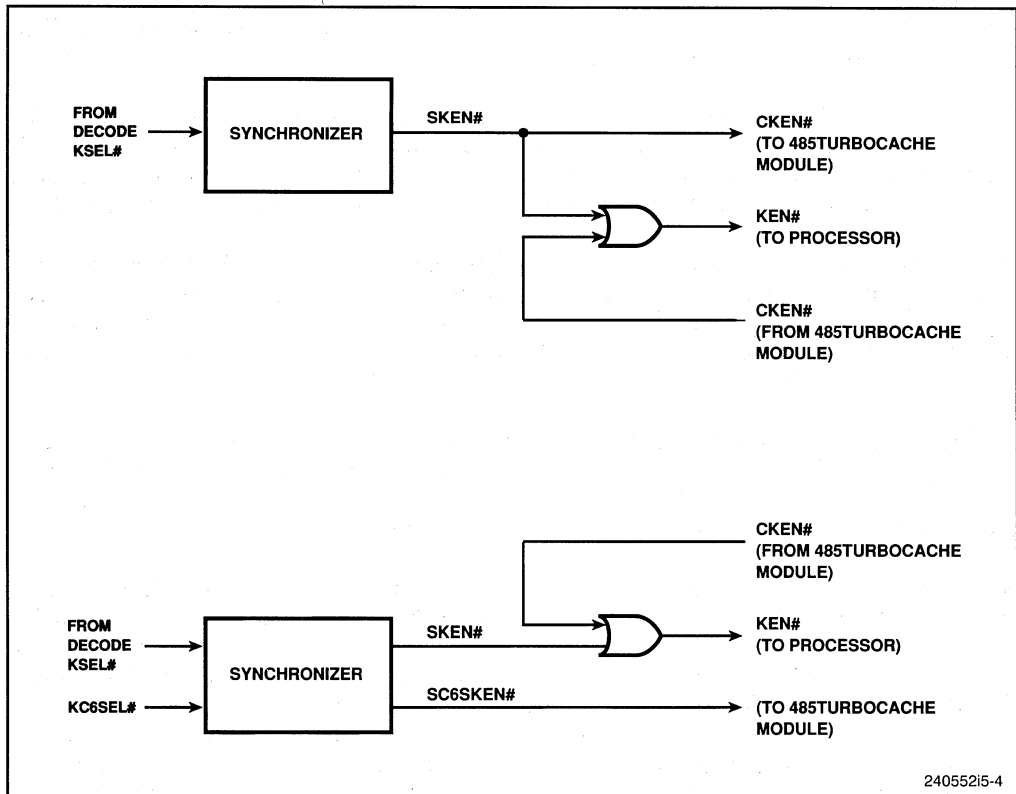 FROM
DECODE
KSEL#
SYNCHRONIZER
SKEN#
CKEN#
(TO 485TURBOCACHE
MODULE)
KEN#
(TO PROCESSOR)
CKEN#
(FROM 485TURBOCACHE
MODULE)
CKEN#
(FROM 485TURBOCACHE
MODULE)
FROM
DECODE
KSEL#
KC6SEL#
SYNCHRONIZER
SKEN#
SC6SKEN#
KEN#
(TO PROCESSOR)
(TO 485TURBOCACHE
MODULE)
240552i5-4